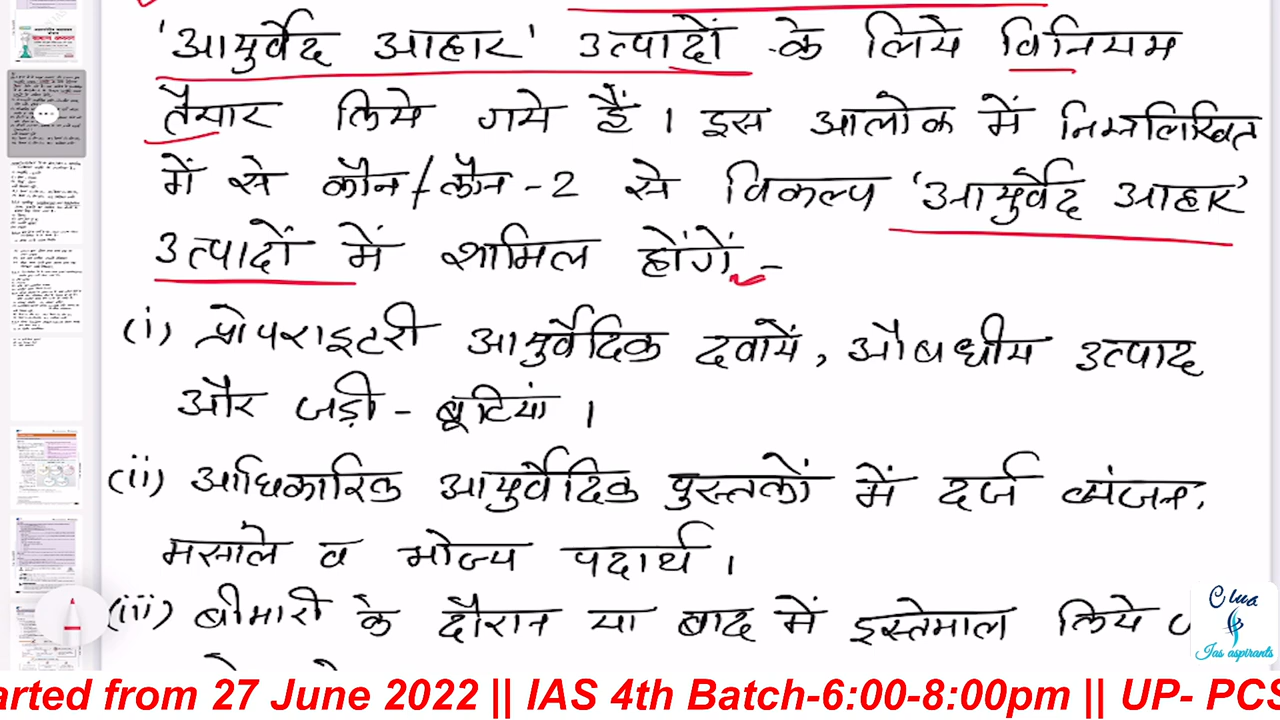 'आयुर्वेद आहार' उत्पादों के लिये विनियम
तैयार किये गये हैं । इस आलोक में निम्नलिखित
में से कौन/कौन-2 से विकल्प 'आयुर्वेद आहार'
उत्पादों में शामिल होंगें -
(i) प्रोपराइटरी आयुर्वेदिक दवायें, औषधीय उत्पाद
और जड़ी - बूटियां ।
(ii) आधिकारिक आयुर्वेदिक पुस्तकों में दर्ज व्यंजन,
मसाले व भोज्य पदार्थ ।
(iii) बीमारी के दौरान या बाद में इस्तेमाल किये
Clue
Ias aspirants
arted from 27 June 2022 || IAS 4th Batch-6:00-8:00pm || UP- PCS